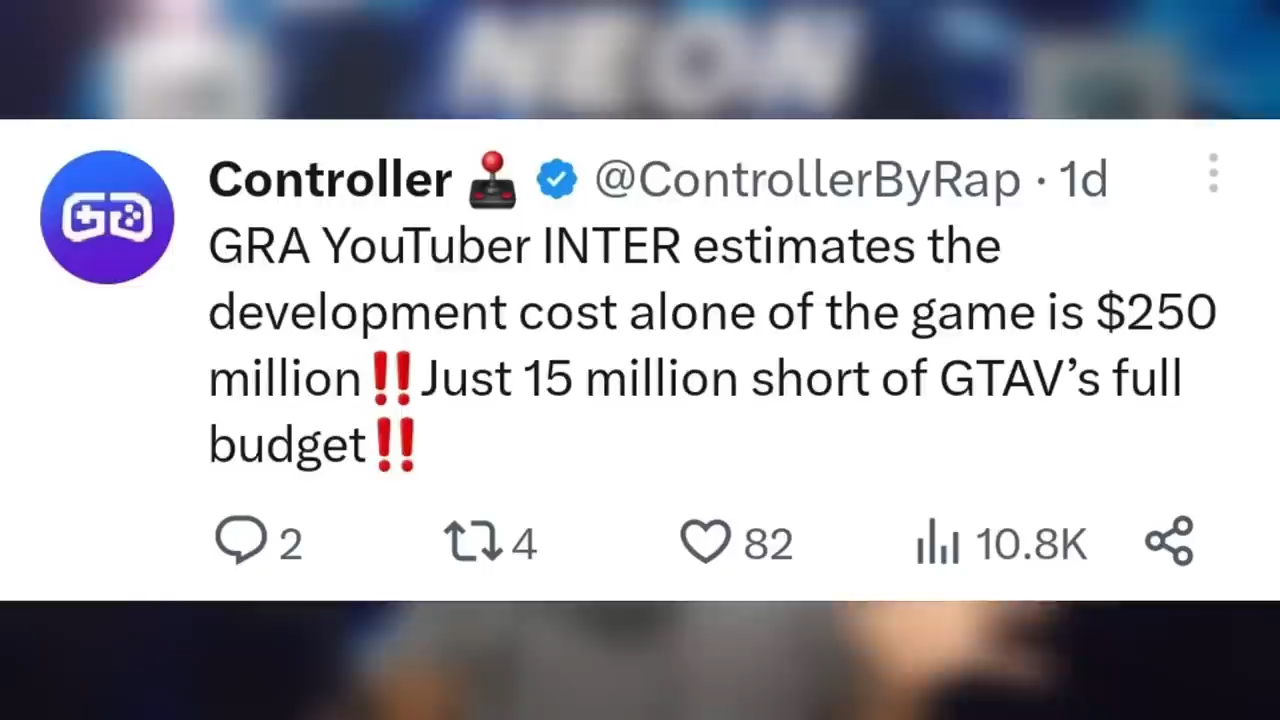 NEON
Controller 🕹️ @ControllerByRap · 1d
GRA YouTuber INTER estimates the
development cost alone of the game is $250
million‼️Just 15 million short of GTAV’s full
budget‼️
2 4 82 10.8K